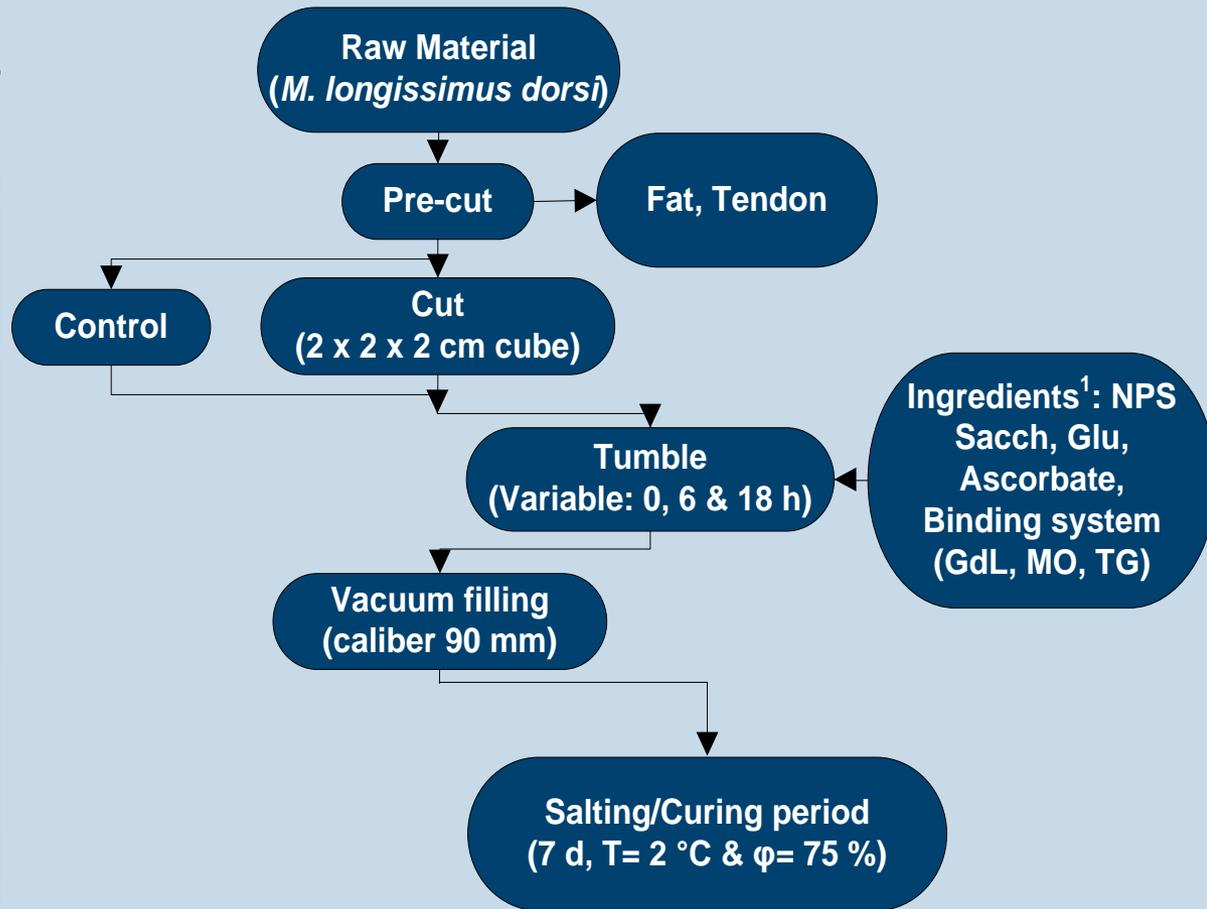 Raw Material
(M. longissimus dorsi)
Pre-cut
Fat, Tendon
Control
Cut
(2 x 2 x 2 cm cube)
Ingredients¹: NPS
Sacch, Glu,
Ascorbate,
Binding system
(GdL, MO, TG)
Tumble
(Variable: 0, 6 & 18 h)
Vacuum filling
(caliber 90 mm)
Salting/Curing period
(7 d, T= 2 °C & φ= 75 %)